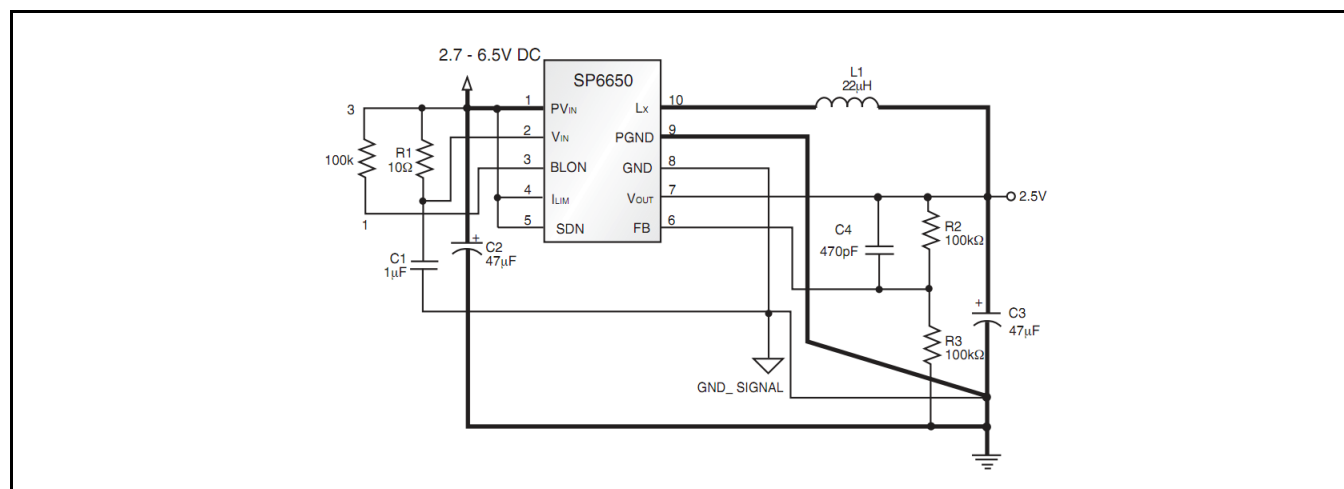 2.7 - 6.5V DC
SP6650
1
PVIN
2
VIN
3
BLON
4
ILIM
5
SDN
10
LX
9
PGND
8
GND
7
VOUT
6
FB
3
100k
1
R1
10Ω
C1
1μF
C2
+
47μF
L1
22μH
2.5V
C4
470pF
R2
100kΩ
R3
100kΩ
+
C3
47μF
GND_ SIGNAL